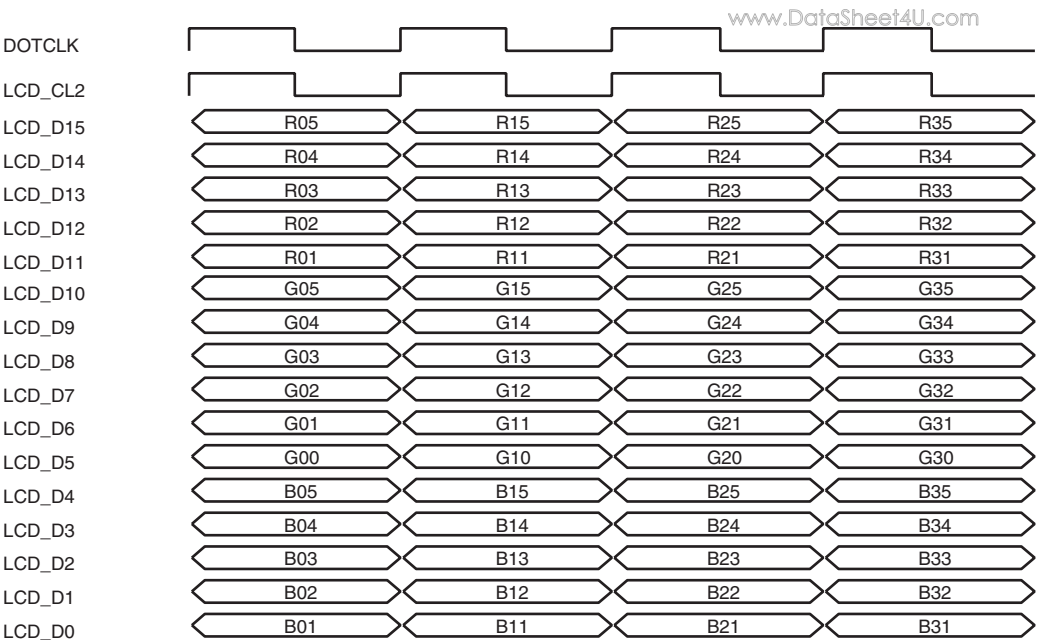 www.DataSheet4U.com
DOTCLK
LCD_CL2
LCD_D15 R05 R15 R25 R35
LCD_D14 R04 R14 R24 R34
LCD_D13 R03 R13 R23 R33
LCD_D12 R02 R12 R22 R32
LCD_D11 R01 R11 R21 R31
LCD_D10 G05 G15 G25 G35
LCD_D9 G04 G14 G24 G34
LCD_D8 G03 G13 G23 G33
LCD_D7 G02 G12 G22 G32
LCD_D6 G01 G11 G21 G31
LCD_D5 G00 G10 G20 G30
LCD_D4 B05 B15 B25 B35
LCD_D3 B04 B14 B24 B34
LCD_D2 B03 B13 B23 B33
LCD_D1 B02 B12 B22 B32
LCD_D0 B01 B11 B21 B31